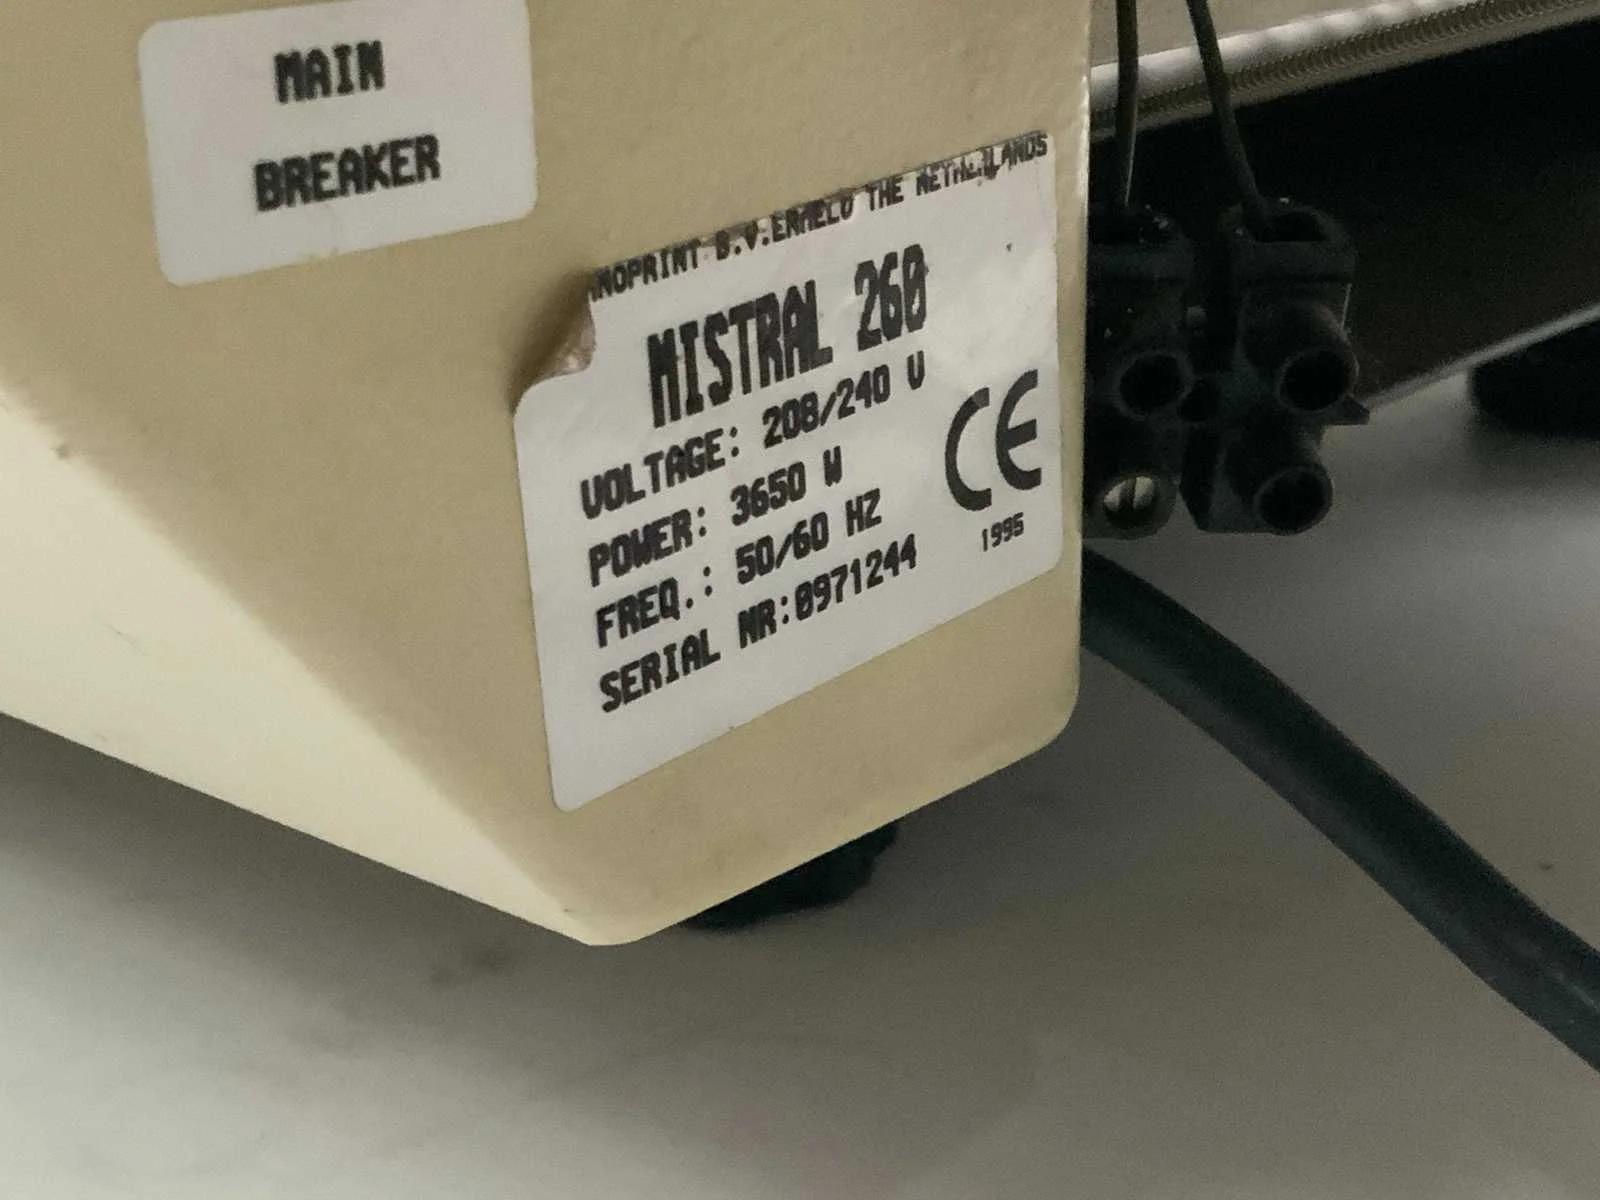 MAIN
BREAKER
NOPRINT B.V. ERMELO THE NETHERLANDS
MISTRAL 260
VOLTAGE: 208/240 V
POWER: 3650 W
FREQ.: 50/60 HZ
SERIAL NR:0971244
CE
1995